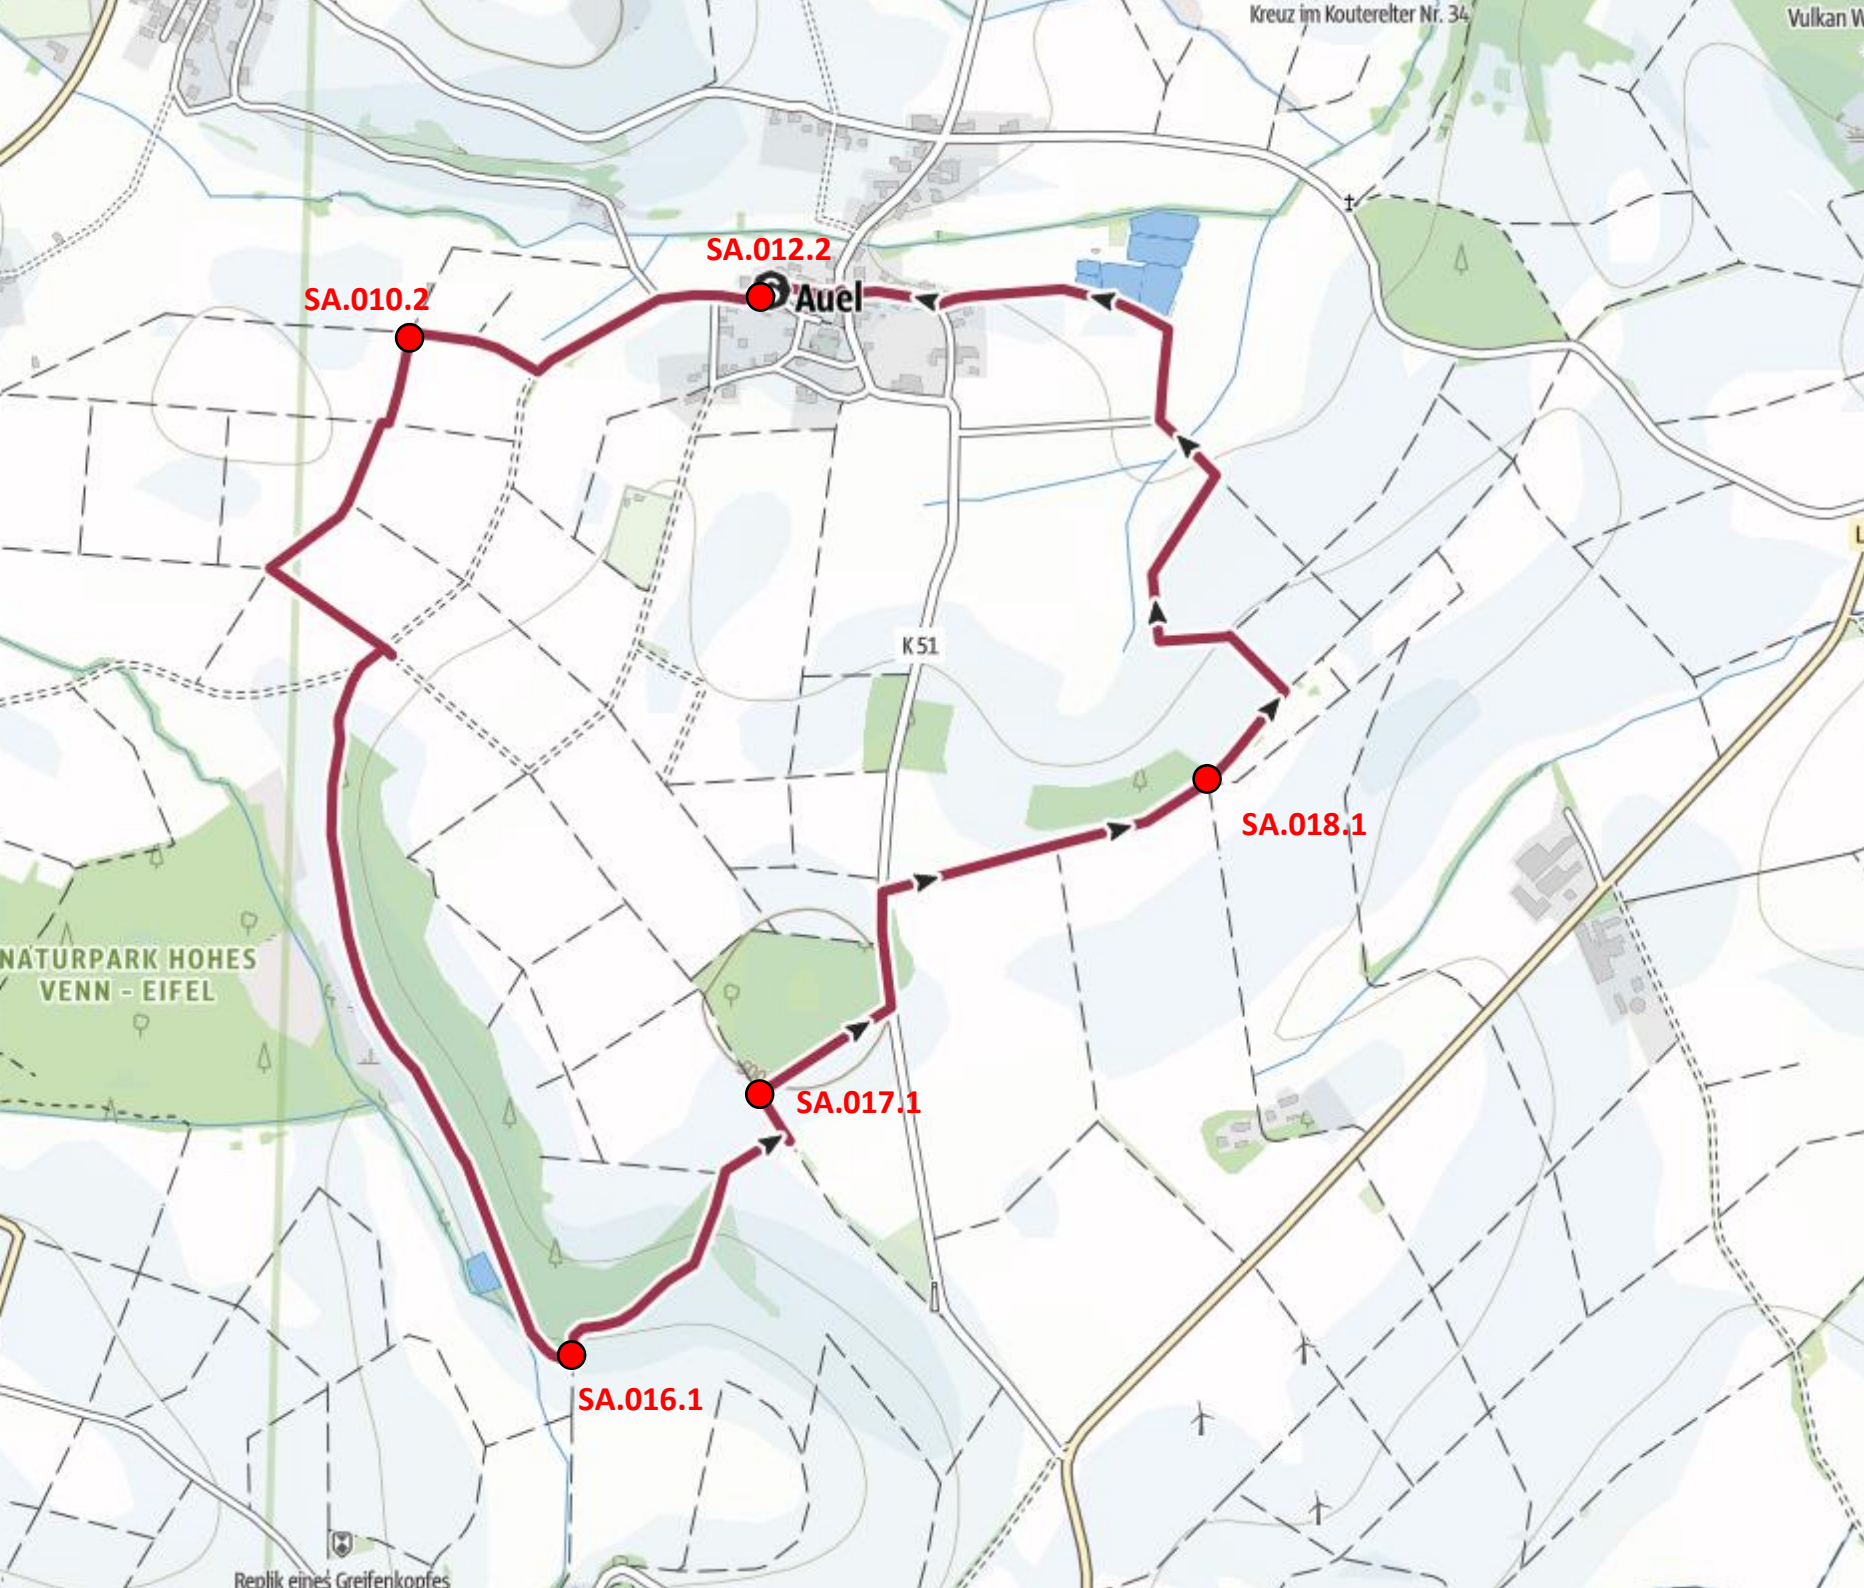 Kreuz im Kouterelter Nr. 34
Vulkan W
SA.012.2
SA.010.2
Auel
L
K 51
SA.018.1
NATURPARK HOHES
VENN - EIFEL
SA.017.1
SA.016.1
Replik eines Greifenkopfes